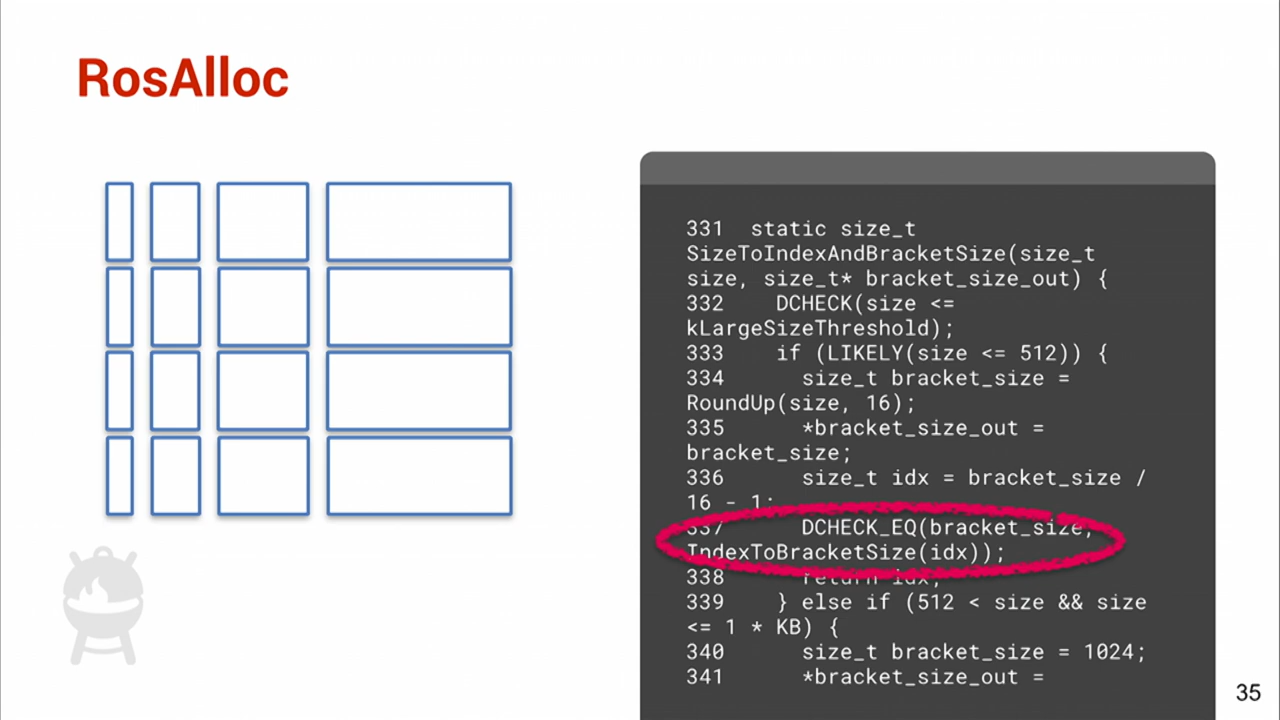 RosAlloc
331  static size_t
SizeToIndexAndBracketSize(size_t
size, size_t* bracket_size_out) {
332    DCHECK(size <=
kLargeSizeThreshold);
333    if (LIKELY(size <= 512)) {
334      size_t bracket_size =
RoundUp(size, 16);
335      *bracket_size_out =
bracket_size;
336      size_t idx = bracket_size /
16 - 1;
337      DCHECK_EQ(bracket_size,
IndexToBracketSize(idx));
338      return idx;
339    } else if (512 < size && size
<= 1 * KB) {
340      size_t bracket_size = 1024;
341      *bracket_size_out =
35